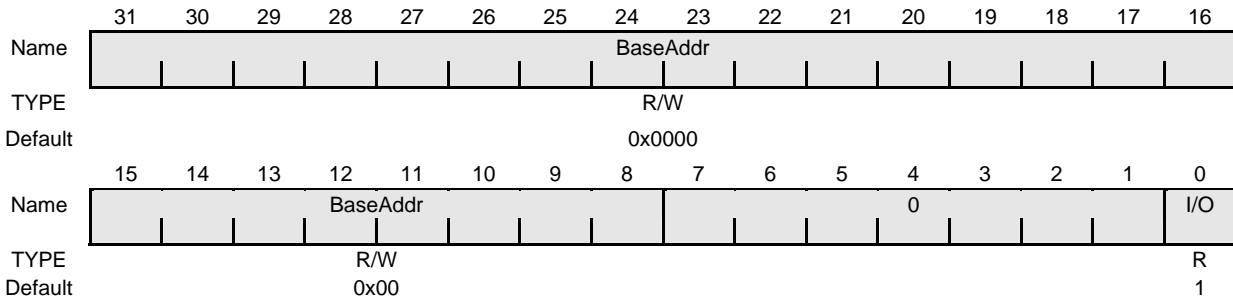 31 30 29 28 27 26 25 24 23 22 21 20 19 18 17 16
Name BaseAddr
TYPE R/W
Default 0x0000
15 14 13 12 11 10 9 8 7 6 5 4 3 2 1 0
Name BaseAddr 0 I/O
TYPE R/W R
Default 0x00 1